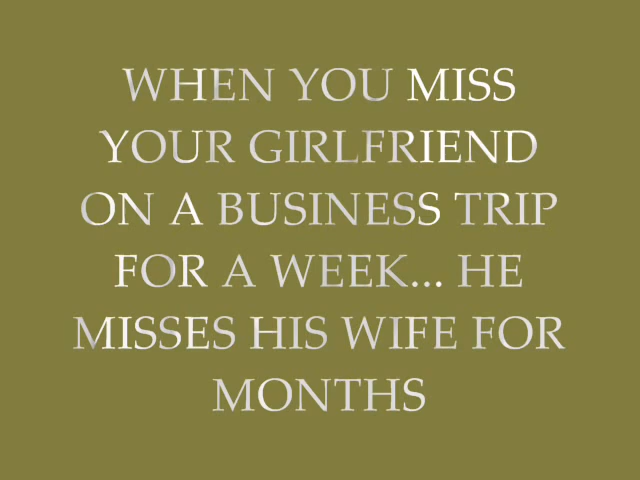 WHEN YOU MISS
YOUR GIRLFRIEND
ON A BUSINESS TRIP
FOR A WEEK... HE
MISSES HIS WIFE FOR
MONTHS